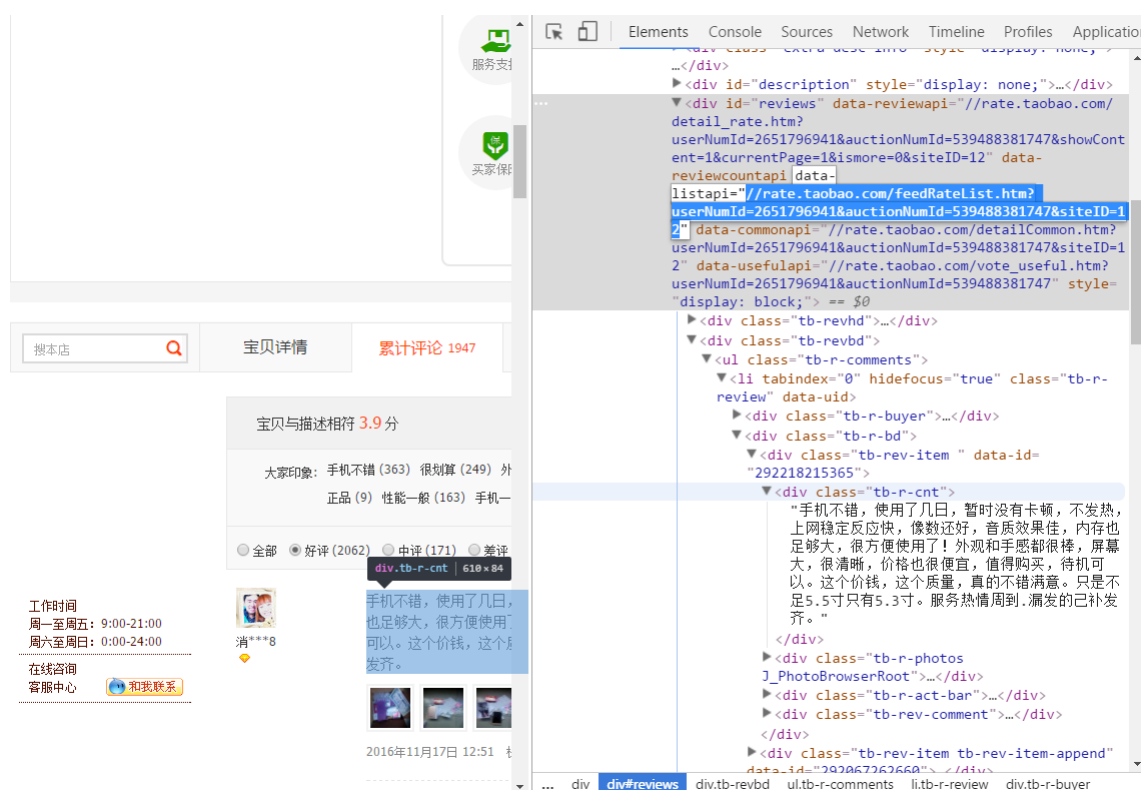 服务支
买家保
搜本店
宝贝详情
累计评论 1947
宝贝与描述相符 3.9 分
大家印象: 手机不错 (363) 很划算 (249) 外
正品 (9) 性能一般 (163) 手机一
全部 好评 (2062) 中评 (171) 差评
div.tb-r-cnt 610×84
手机不错，使用了几日，
也足够大，很方便使用了
可以。这个价钱，这个质
发齐。
消***8
2016年11月17日 12:51
工作时间
周一至周五：9:00-21:00
周六至周日：0:00-24:00
在线咨询
客服中心 和我联系
Elements Console Sources Network Timeline Profiles Applicatio
<div class="extra-desc-info" style="display: none;">
…</div>
<div id="description" style="display: none;">…</div>
<div id="reviews" data-reviewapi="//rate.taobao.com/
detail_rate.htm?
userNumId=2651796941&auctionNumId=539488381747&showCont
ent=1&currentPage=1&ismore=0&siteID=12" data-
reviewcountapi data-
listapi="//rate.taobao.com/feedRateList.htm?
userNumId=2651796941&auctionNumId=539488381747&siteID=1
2" data-commonapi="//rate.taobao.com/detailCommon.htm?
userNumId=2651796941&auctionNumId=539488381747&siteID=1
2" data-usefulapi="//rate.taobao.com/vote_useful.htm?
userNumId=2651796941&auctionNumId=539488381747" style=
"display: block;"> == $0
<div class="tb-revhd">…</div>
<div class="tb-revbd">
<ul class="tb-r-comments">
<li tabindex="0" hidefocus="true" class="tb-r-
review" data-uid>
<div class="tb-r-buyer">…</div>
<div class="tb-r-bd">
<div class="tb-rev-item " data-id=
"292218215365">
<div class="tb-r-cnt">
"手机不错，使用了几日，暂时没有卡顿，不发热，
上网稳定反应快，像数还好，音质效果佳，内存也
足够大，很方便使用了！外观和手感都很棒，屏幕
大，很清晰，价格也很便宜，值得购买，待机可
以。这个价钱，这个质量，真的不错满意。只是不
足5.5寸只有5.3寸。服务热情周到.漏发的己补发
齐。"
</div>
<div class="tb-r-photos
J_PhotoBrowserRoot">…</div>
<div class="tb-r-act-bar">…</div>
<div class="tb-rev-comment">…</div>
</div>
<div class="tb-rev-item tb-rev-item-append"
data-id="292067262660">…</div>
... div div#reviews div.tb-revbd ul.tb-r-comments li.tb-r-review div.tb-r-buyer